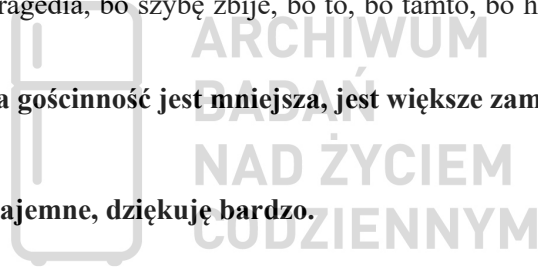 ragedia, bo szybę zbije, bo to, bo tamto, bo h
ARCHIWUM
a gościnność jest mniejsza, jest większe zam
BADAŃ
NAD ŻYCIEM
ajemne, dziękuję bardzo.
CODZIENNYM